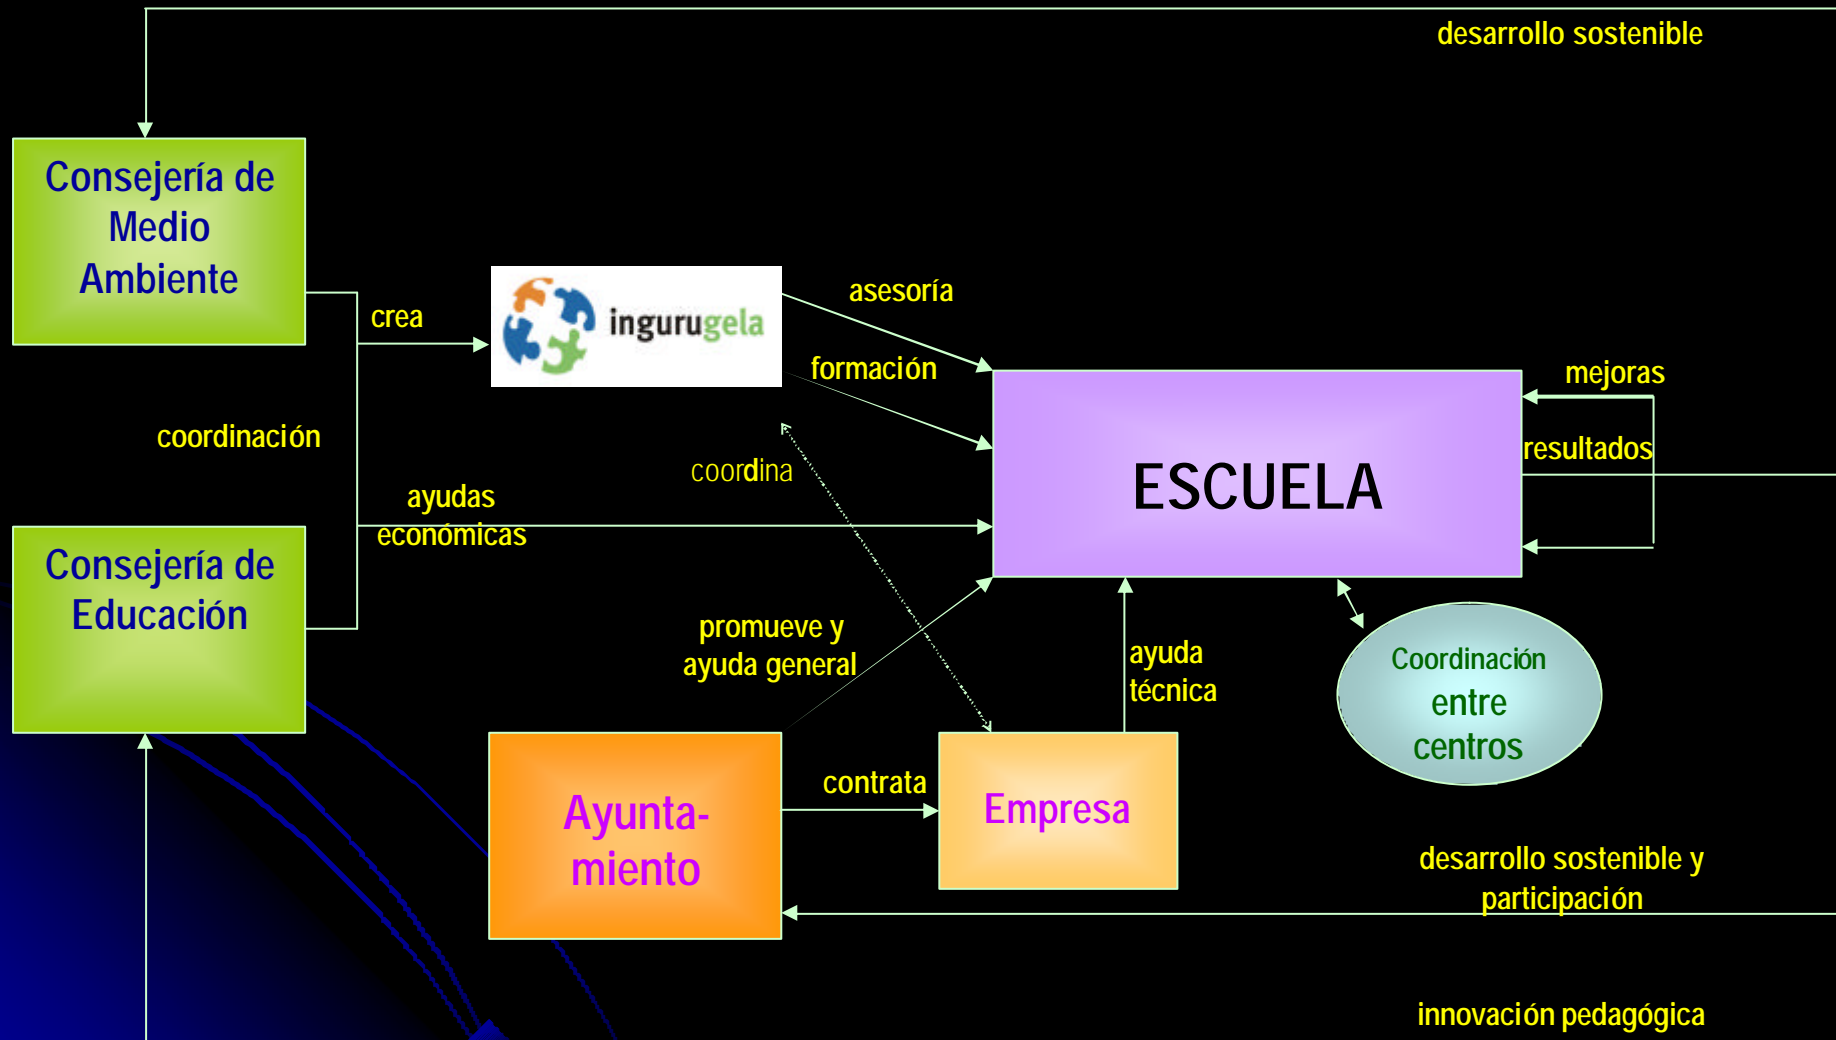 desarrollo sostenible
Consejería de
Medio
Ambiente
crea
ingurugela
asesoría
formación
mejoras
coordinación
coordina
resultados
ESCUELA
ayudas
económicas
Consejería de
Educación
promueve y
ayuda general
ayuda
técnica
Coordinación
entre
centros
Ayunta-
miento
contrata
Empresa
desarrollo sostenible y
participación
innovación pedagógica